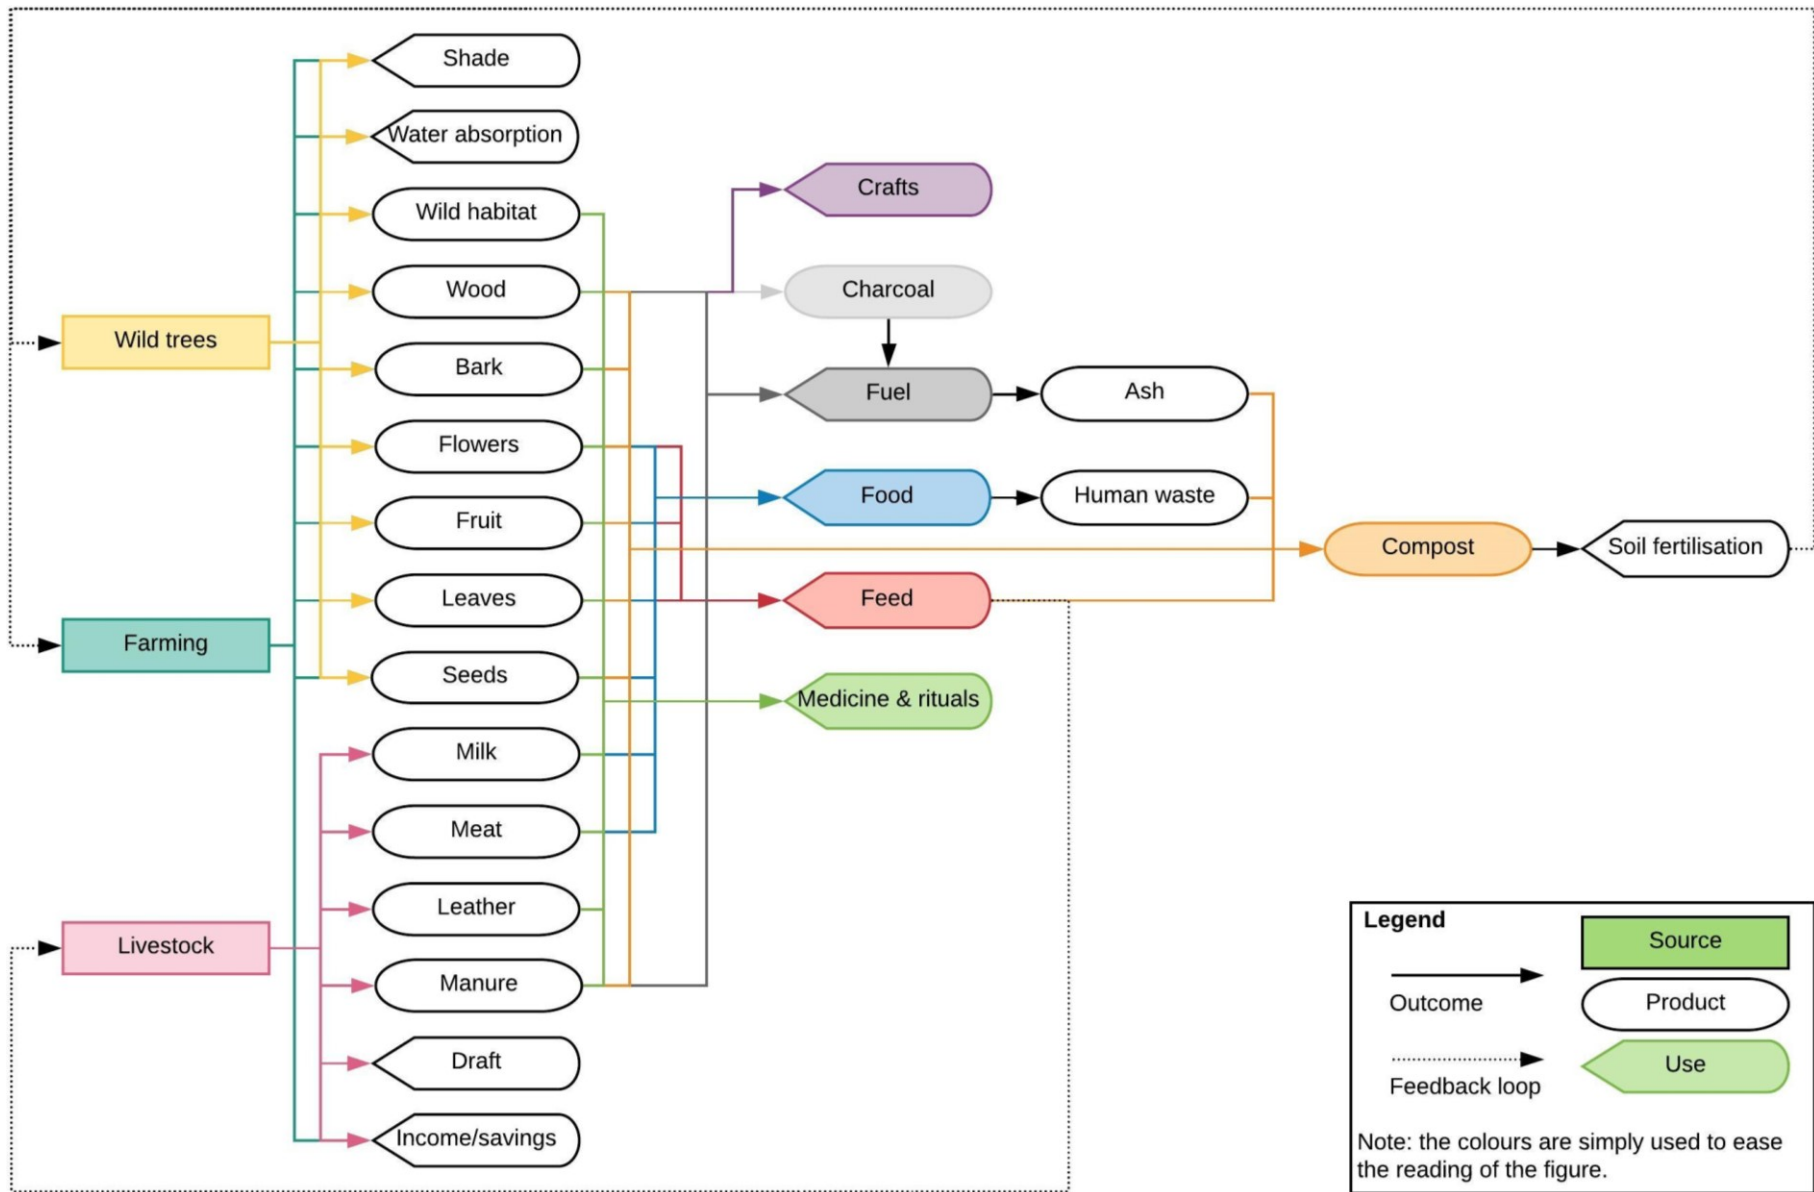 Shade
Water absorption
Wild habitat
Wood
Bark
Flowers
Fruit
Leaves
Seeds
Milk
Meat
Leather
Manure
Draft
Income/savings
Wild trees
Farming
Livestock
Crafts
Charcoal
Fuel
Food
Feed
Medicine & rituals
Ash
Human waste
Compost
Soil fertilisation
Legend
Outcome
Feedback loop
Source
Product
Use
Note: the colours are simply used to ease
the reading of the figure.